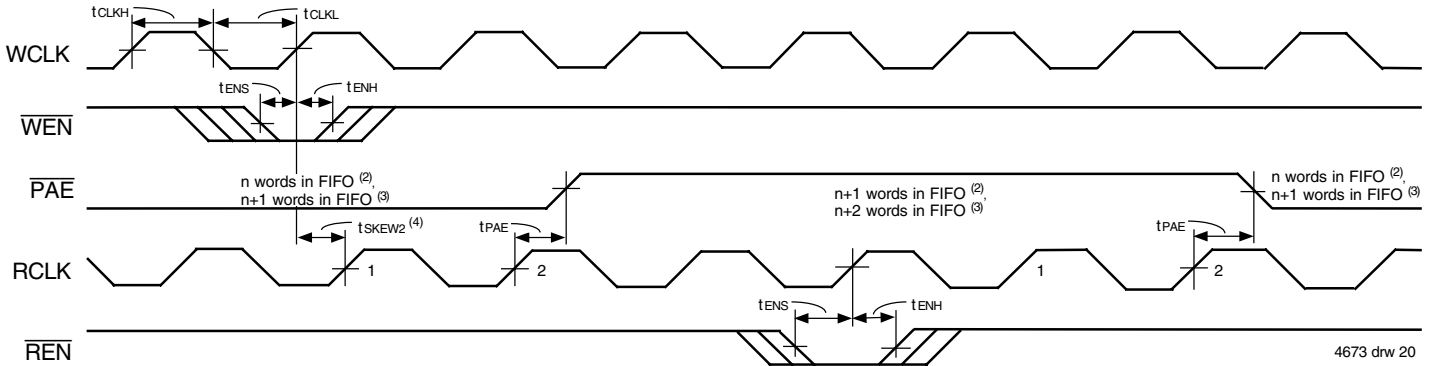 tCLKH tCLKL
WCLK
tENS tENH
WEN
n words in FIFO (2),
n+1 words in FIFO (3)
PAE
n+1 words in FIFO (2),
n+2 words in FIFO (3)
n words in FIFO (2),
n+1 words in FIFO (3)
tSKEW2 (4)
tPAE
tPAE
RCLK
1
2
1
2
tENS
tENH
REN
4673 drw 20